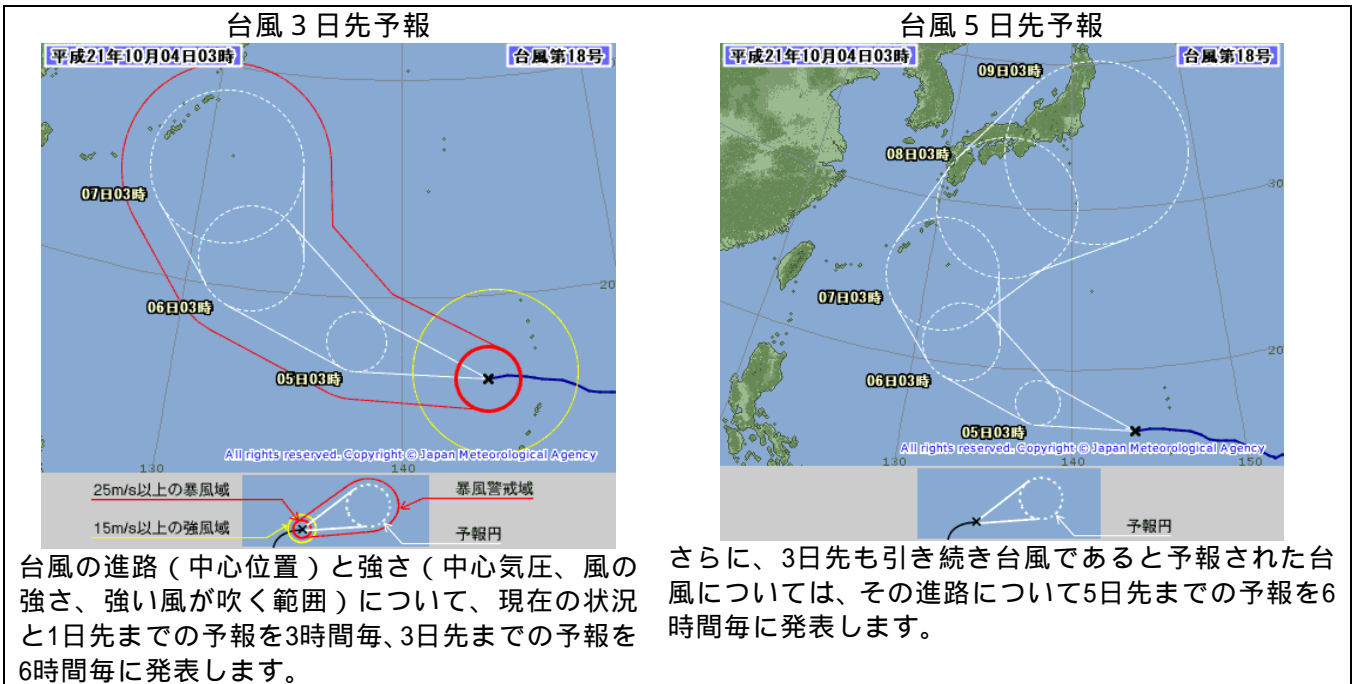 台風３日先予報
平成21年10月04日03時
台風第18号
07日03時
06日03時
05日03時
20
130
140
All rights reserved. Copyright © Japan Meteorological Agency
25m/s以上の暴風域
15m/s以上の強風域
暴風警戒域
予報円
台風の進路（中心位置）と強さ（中心気圧、風の
強さ、強い風が吹く範囲）について、現在の状況
と1日先までの予報を3時間毎、3日先までの予報を
6時間毎に発表します。
台風５日先予報
平成21年10月04日03時
台風第18号
09日03時
08日03時
07日03時
06日03時
05日03時
30
20
130
140
150
All rights reserved. Copyright © Japan Meteorological Agency
予報円
さらに、3日先も引き続き台風であると予報された台
風については、その進路について5日先までの予報を6
時間毎に発表します。